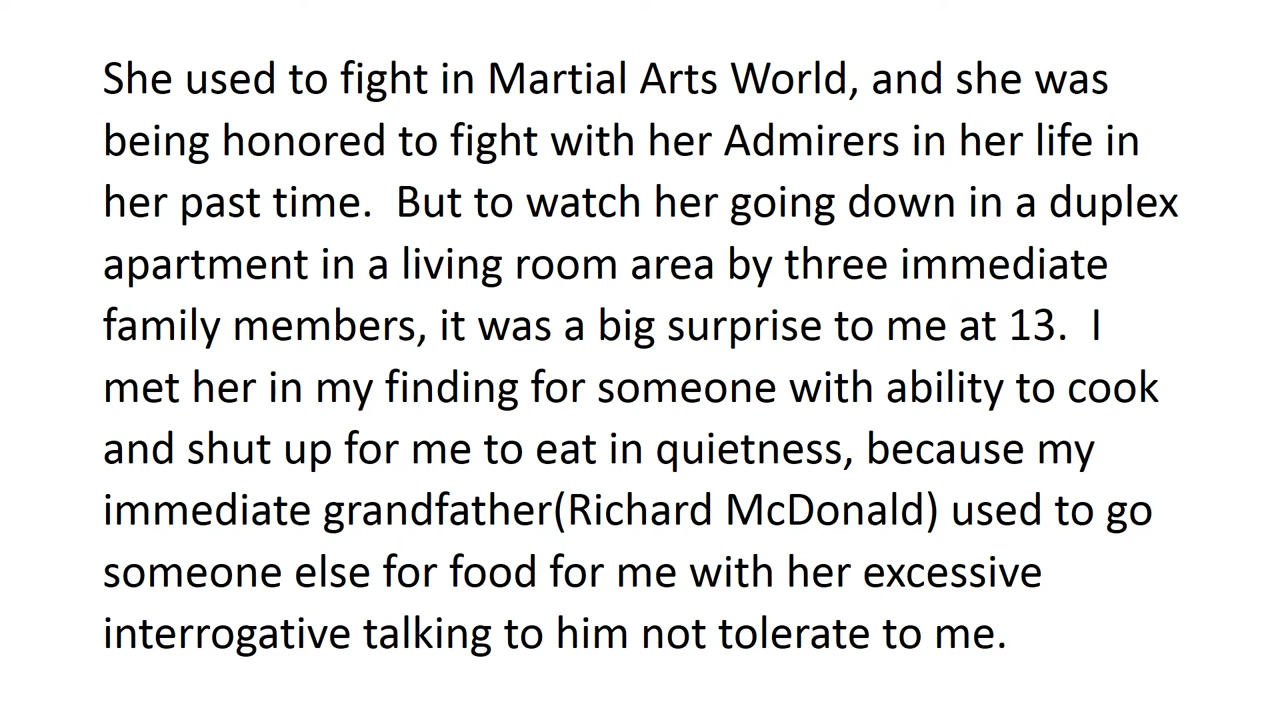 She used to fight in Martial Arts World, and she was
being honored to fight with her Admirers in her life in
her past time.  But to watch her going down in a duplex
apartment in a living room area by three immediate
family members, it was a big surprise to me at 13.  I
met her in my finding for someone with ability to cook
and shut up for me to eat in quietness, because my
immediate grandfather(Richard McDonald) used to go
someone else for food for me with her excessive
interrogative talking to him not tolerate to me.